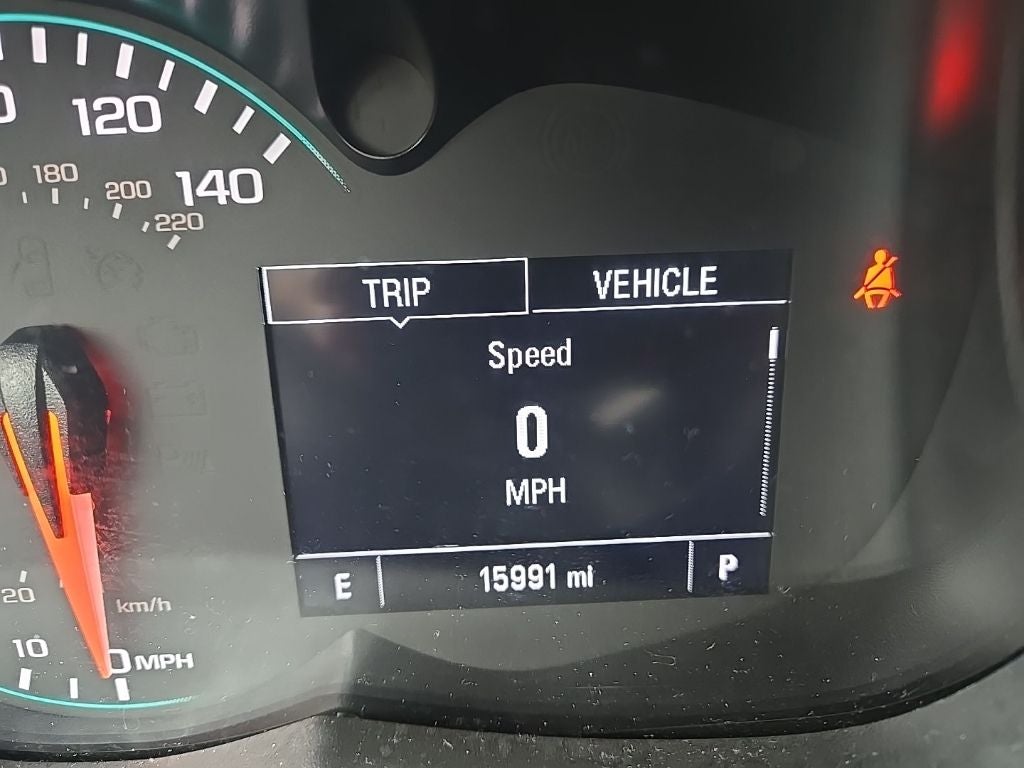 120
180
200
140
220
TRIP
VEHICLE
Speed
0
MPH
E
15991 mi
P
20
km/h
10
0 MPH